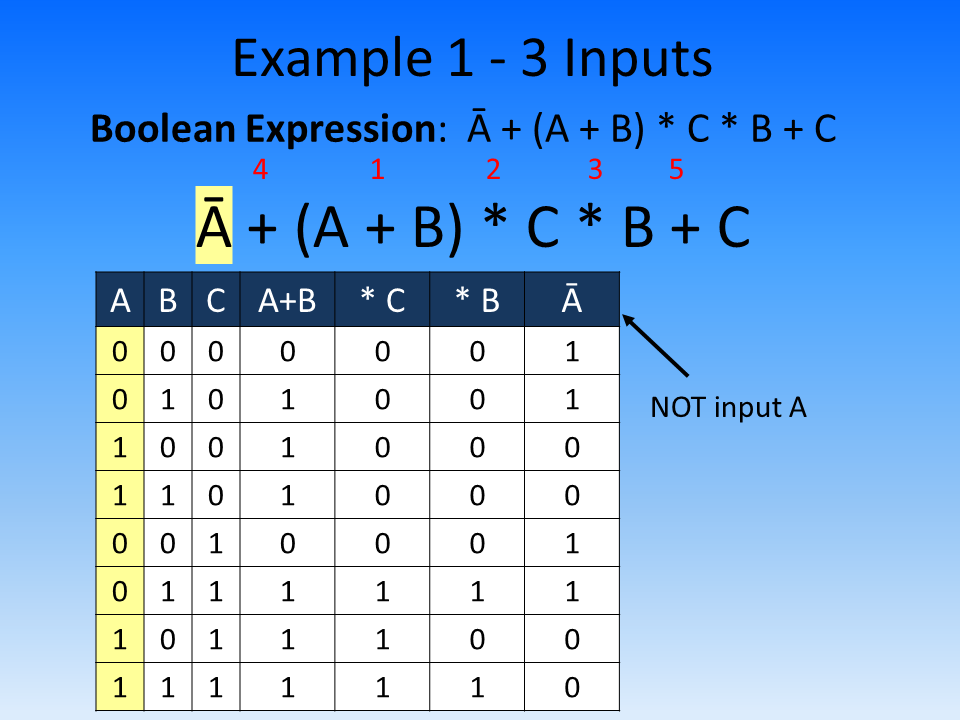 Example 1 - 3 Inputs
Boolean Expression: Ā + (A + B) * C * B + C
4 1 2 3 5
Ā + (A + B) * C * B + C
A B C A+B * C * B Ā
0 0 0 0 0 0 1
0 1 0 1 0 0 1
NOT input A
1 0 0 1 0 0 0
1 1 0 1 0 0 0
0 0 1 0 0 0 1
0 1 1 1 1 1 1
1 0 1 1 1 0 0
1 1 1 1 1 1 0